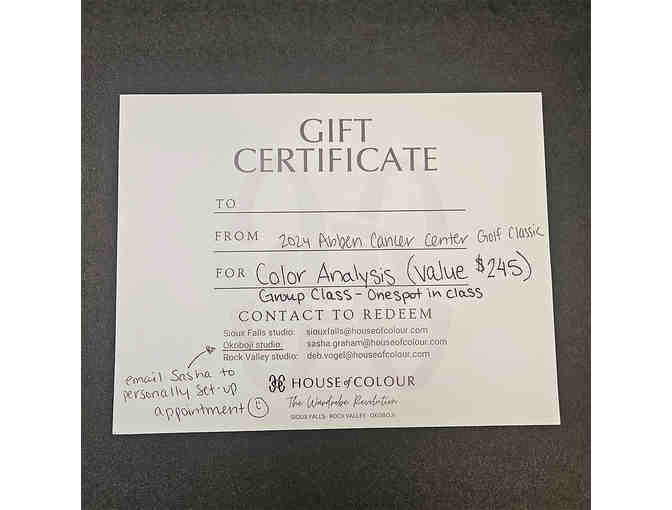 GIFT
CERTIFICATE
TO
FROM 2024 Abben Cancer Center Golf Classic
FOR Color Analysis (value $245)
Group Class - One spot in class
CONTACT TO REDEEM
Sioux Falls studio: siouxfalls@houseofcolour.com
Okoboji studio: sasha.graham@houseofcolour.com
Rock Valley studio: deb.vogel@houseofcolour.com
email Sasha to
personally set-up
appointment
HOUSE of COLOUR
The Wardrobe Revolution
SIOUX FALLS · ROCK VALLEY · OKOBOJI